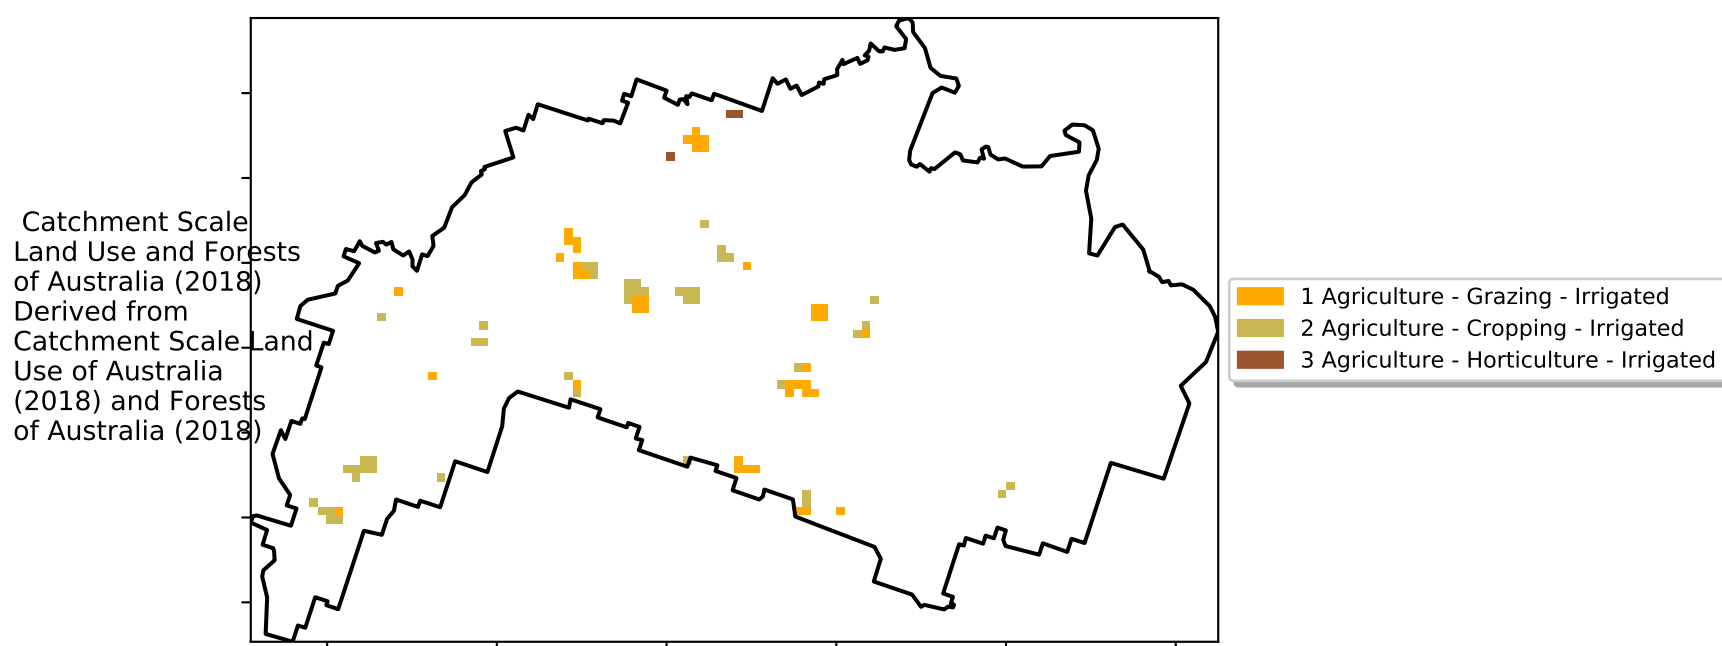 Catchment Scale
Land Use and Forests
of Australia (2018)
Derived from
Catchment Scale Land
Use of Australia
(2018) and Forests
of Australia (2018)
1 Agriculture - Grazing - Irrigated
2 Agriculture - Cropping - Irrigated
3 Agriculture - Horticulture - Irrigated